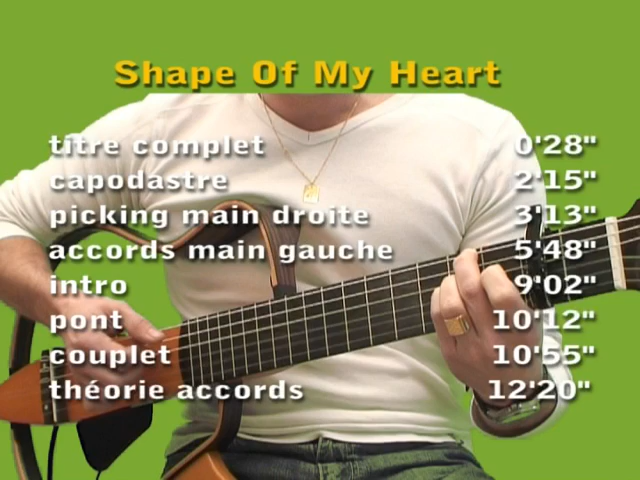 Shape Of My Heart
titre complet 0'28"
capodastre 2'15"
picking main droite 3'13"
accords main gauche 5'48"
intro 9'02"
pont 10'12"
couplet 10'55"
théorie accords 12'20"